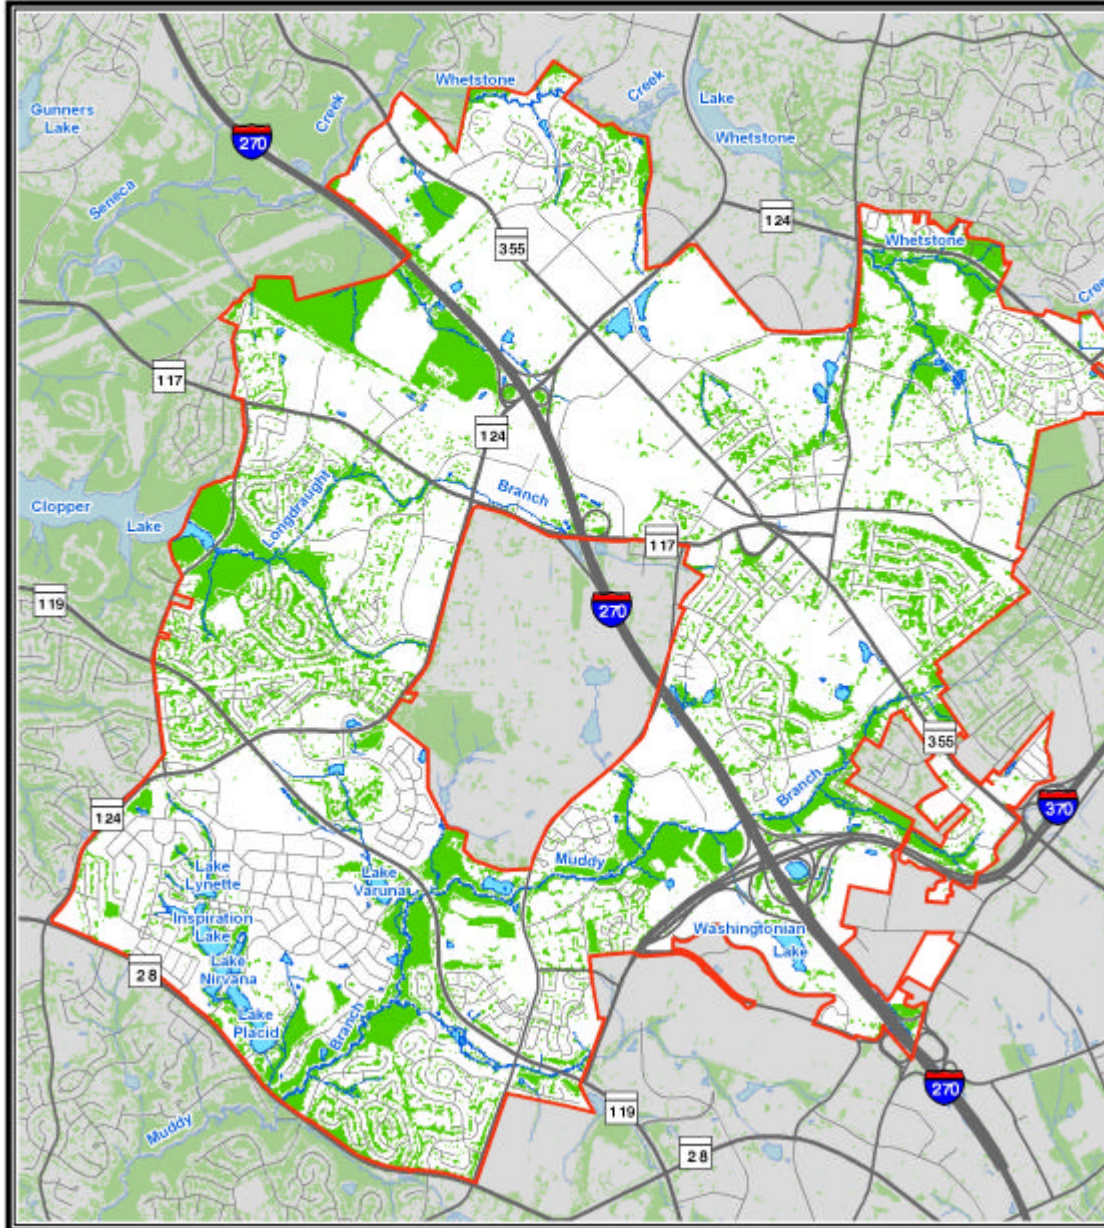 Whetstone
Creek
Lake
Whetstone
Gunners
Lake
Creek
270
Seneca
124
355
Whetstone
Creek
117
124
Longdraught
Branch
Clopper
Lake
117
119
270
355
Branch
370
124
Muddy
Lake
Lynette
Lake
Varuna
Inspiration
Lake
Washingtonian
Lake
28
Lake
Nirvana
Lake
Placid
Branch
270
119
Muddy
28